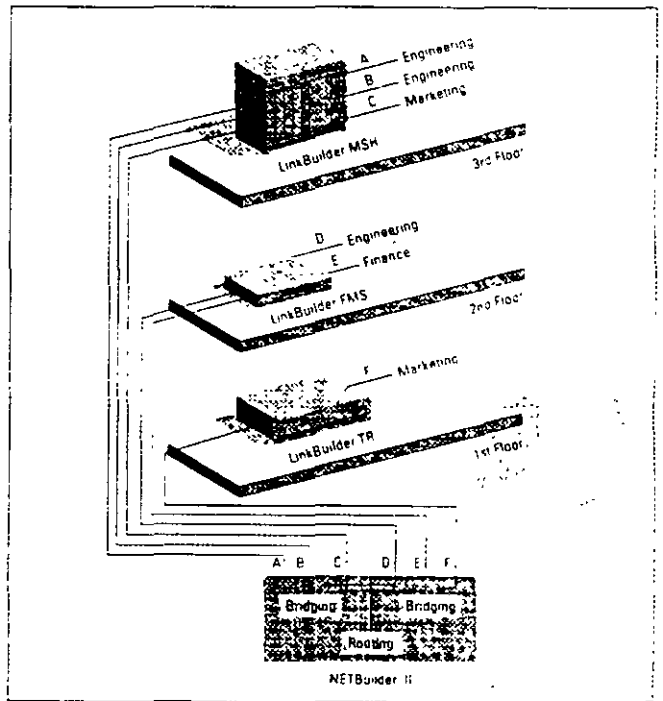 A Engineering
B Engineering
C Marketing
LinkBuilder MSH
3rd Floor
D Engineering
E Finance
LinkBuilder FMS
2nd Floor
F Marketing
LinkBuilder TR
1st Floor
A B C D E F
Bridging Bridging
Routing
NETBuilder II